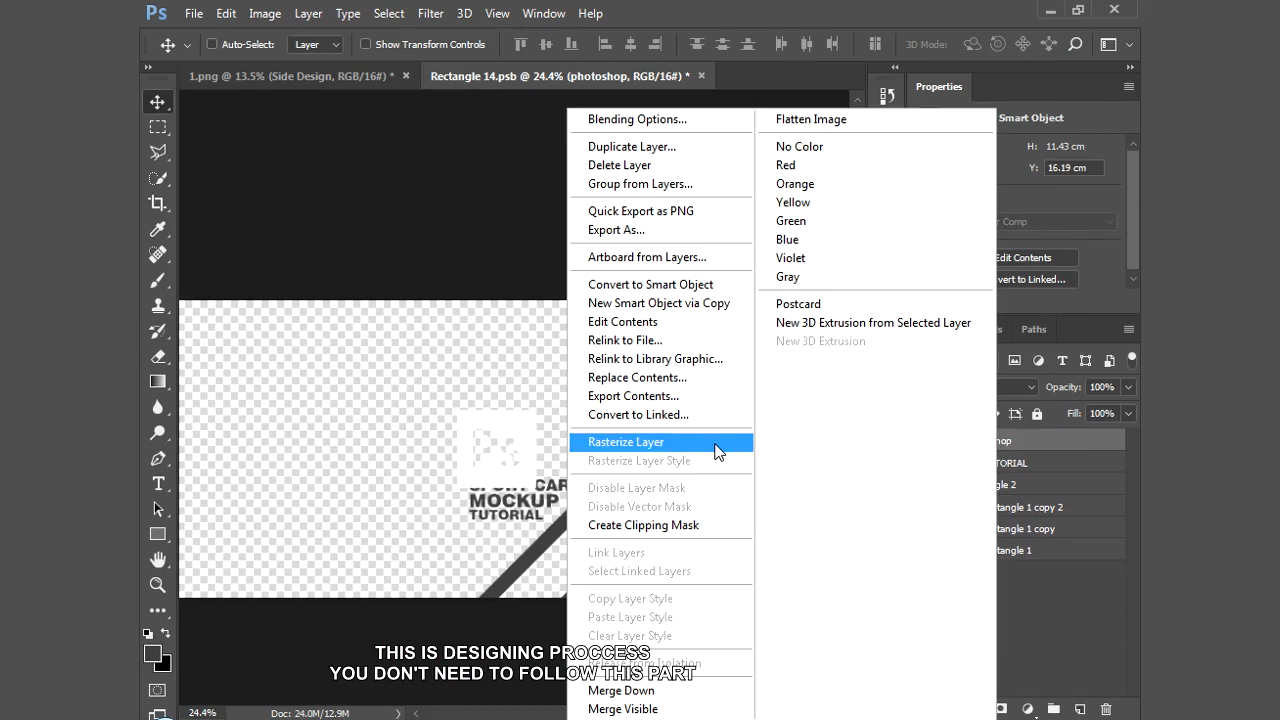 Ps File Edit Image Layer Type Select Filter 3D View Window Help
Auto-Select: Layer Show Transform Controls 3D Mode:
1.png @ 13.5% (Side Design, RGB/16#) * × Rectangle 14.psb @ 24.4% (photoshop, RGB/16#) * ×
Properties
Smart Object
H: 11.43 cm
Y: 16.19 cm
Comp
Edit Contents
vert to Linked...
Paths
Opacity: 100%
Fill: 100%
hop
TORIAL
gle 2
tangle 1 copy 2
tangle 1 copy
tangle 1
Blending Options...
Duplicate Layer...
Delete Layer
Group from Layers...
Quick Export as PNG
Export As...
Artboard from Layers...
Convert to Smart Object
New Smart Object via Copy
Edit Contents
Relink to File...
Relink to Library Graphic...
Replace Contents...
Export Contents...
Convert to Linked...
Rasterize Layer
Rasterize Layer Style
Disable Layer Mask
Disable Vector Mask
Create Clipping Mask
Link Layers
Select Linked Layers
Copy Layer Style
Paste Layer Style
Clear Layer Style
Release from Isolation
Merge Down
Merge Visible
Flatten Image
No Color
Red
Orange
Yellow
Green
Blue
Violet
Gray
Postcard
New 3D Extrusion from Selected Layer
New 3D Extrusion
Ps
SPORT CAR
MOCKUP
TUTORIAL
THIS IS DESIGNING PROCCESS
YOU DON'T NEED TO FOLLOW THIS PART
24.4% Doc: 24.0M/12.9M